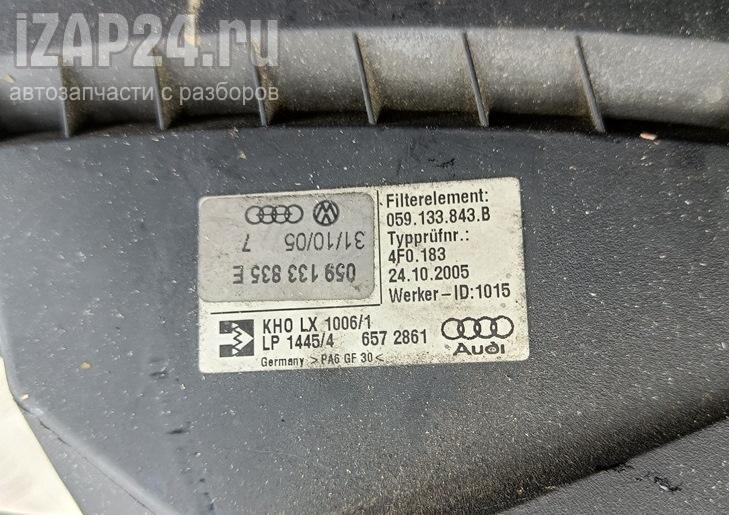 iZAP24.ru
автозапчасти с разборов
059 133 835 E
31/10/05 7
Filterelement:
059.133.843.B
Typprüfnr.:
4F0.183
24.10.2005
Werker-ID:1015
KHO LX 1006/1
LP 1445/4 657 2861
Germany >PA6 GF 30<
Audi